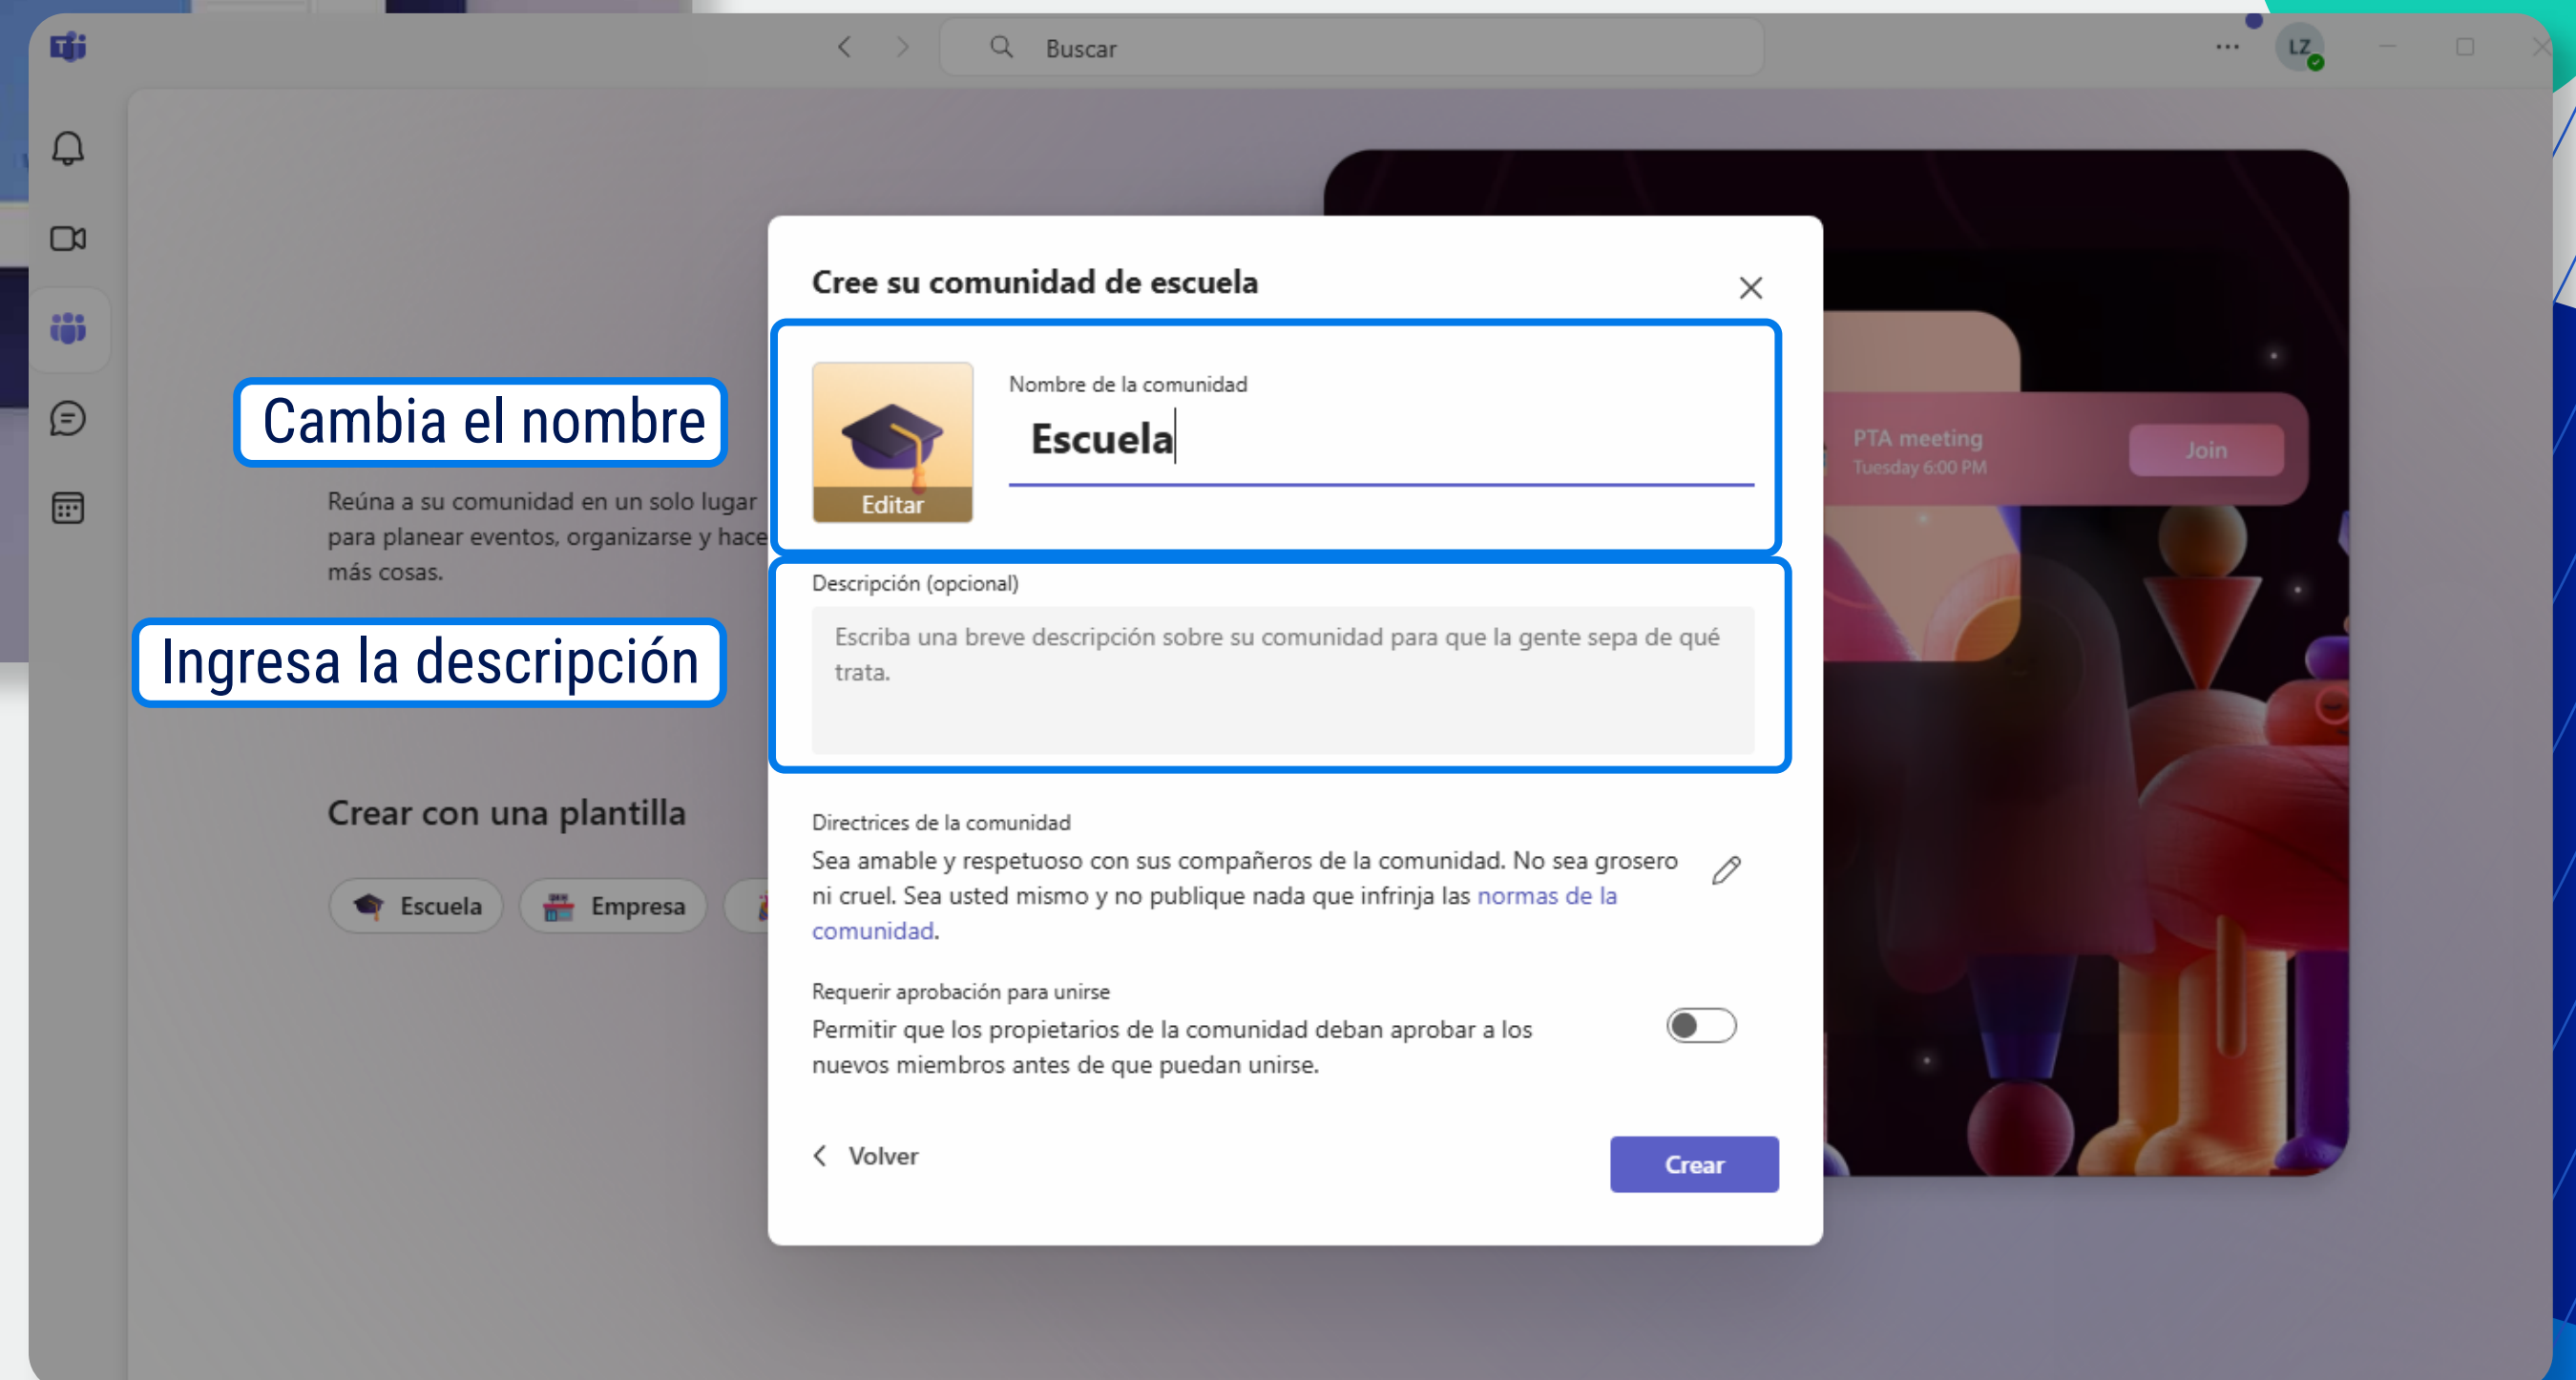 Buscar
LZ
Cree su comunidad de escuela
Nombre de la comunidad
Escuela
Editar
Cambia el nombre
PTA meeting
Tuesday 6:00 PM
Join
Reúna a su comunidad en un solo lugar
para planear eventos, organizarse y hace
más cosas.
Descripción (opcional)
Escriba una breve descripción sobre su comunidad para que la gente sepa de qué
trata.
Ingresa la descripción
Crear con una plantilla
Escuela
Empresa
Directrices de la comunidad
Sea amable y respetuoso con sus compañeros de la comunidad. No sea grosero
ni cruel. Sea usted mismo y no publique nada que infrinja las normas de la
comunidad.
Requerir aprobación para unirse
Permitir que los propietarios de la comunidad deban aprobar a los
nuevos miembros antes de que puedan unirse.
Volver
Crear